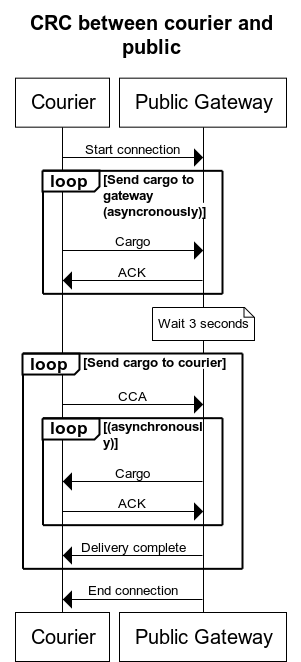 CRC between courier and
public
Courier
Public Gateway
Start connection
loop
[Send cargo to
gateway
(asyncronously)]
Cargo
ACK
Wait 3 seconds
loop
[Send cargo to courier]
CCA
loop
[(asynchronousl
y)]
Cargo
ACK
Delivery complete
End connection
Courier
Public Gateway